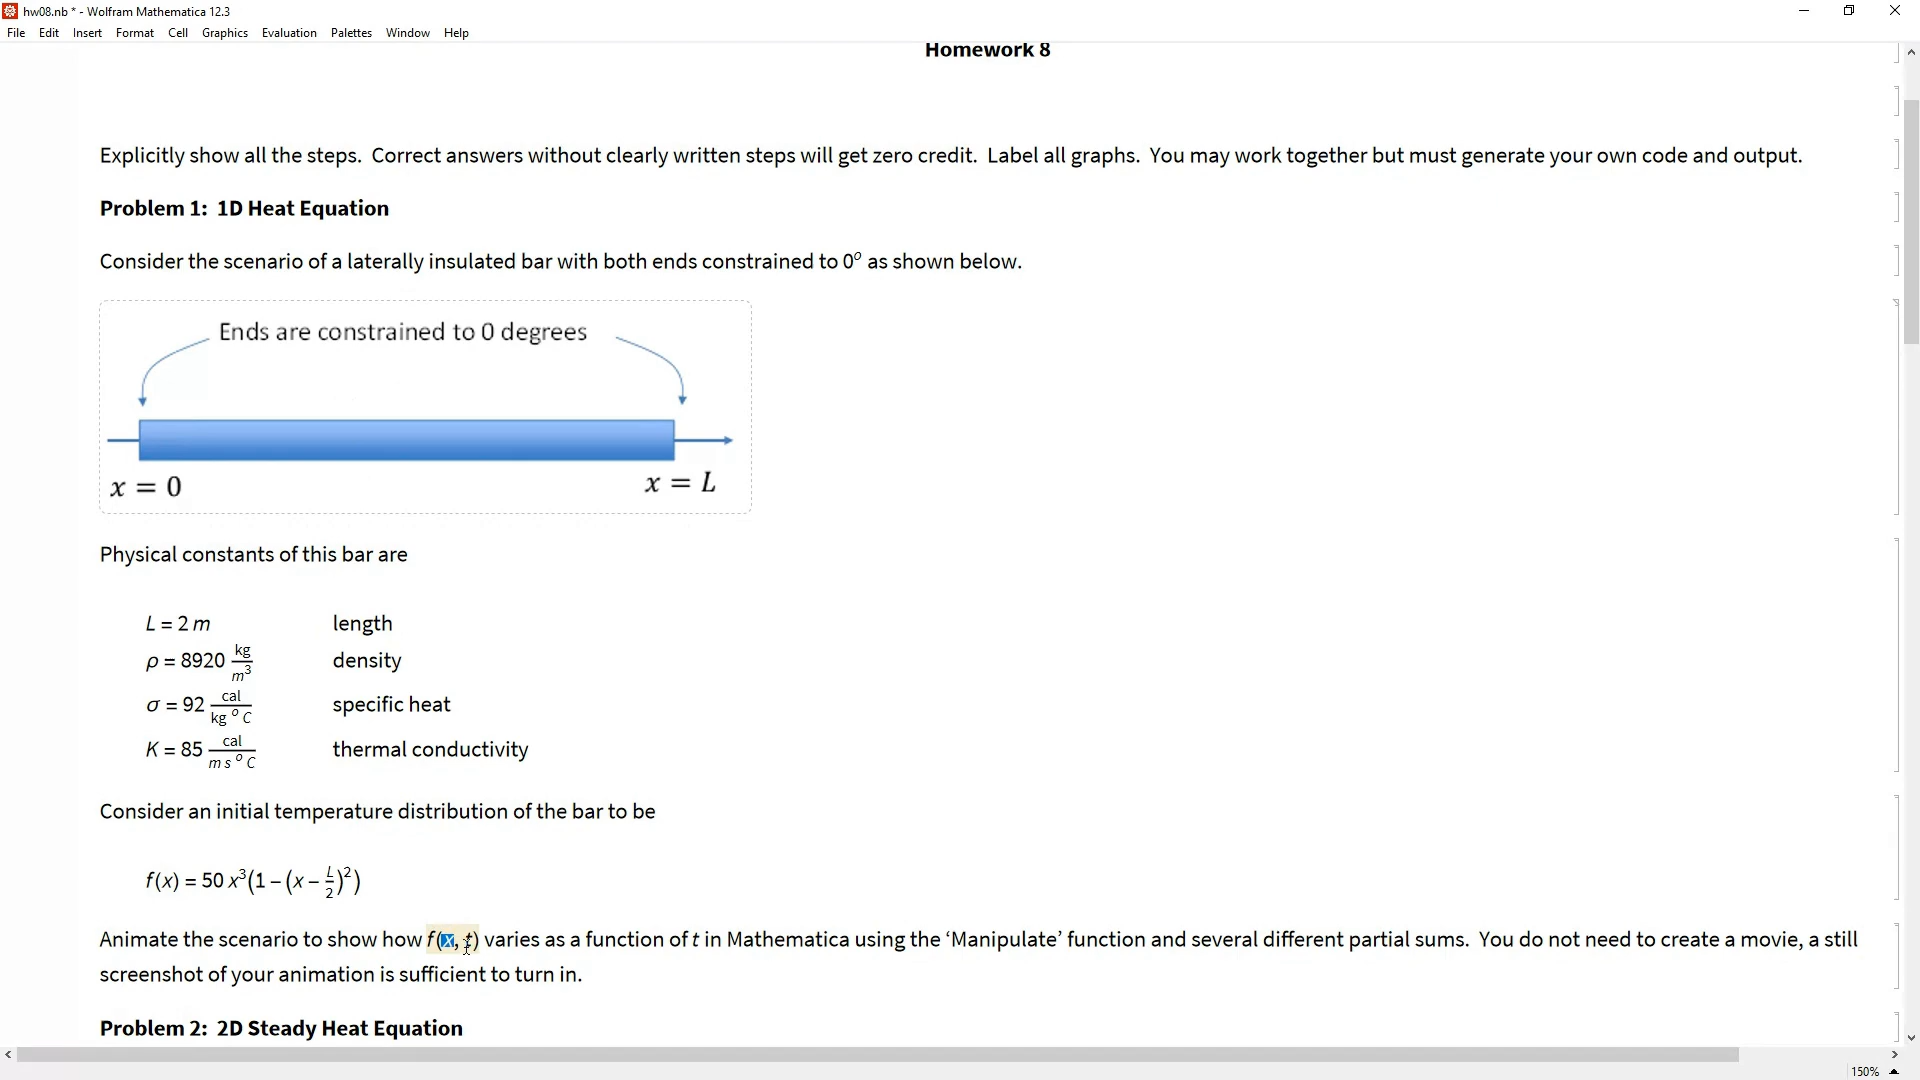 hw08.nb * - Wolfram Mathematica 12.3
File Edit Insert Format Cell Graphics Evaluation Palettes Window Help
Homework 8
Explicitly show all the steps. Correct answers without clearly written steps will get zero credit. Label all graphs. You may work together but must generate your own code and output.
Problem 1: 1D Heat Equation
Consider the scenario of a laterally insulated bar with both ends constrained to 0° as shown below.
Ends are constrained to 0 degrees
x = 0
x = L
Physical constants of this bar are
L = 2 m length
ρ = 8920 kg/m³ density
σ = 92 cal/(kg °C) specific heat
K = 85 cal/(m s °C) thermal conductivity
Consider an initial temperature distribution of the bar to be
f(x) = 50 x³(1 – (x – L/2)²)
Animate the scenario to show how f(x, t) varies as a function of t in Mathematica using the ‘Manipulate’ function and several different partial sums. You do not need to create a movie, a still
screenshot of your animation is sufficient to turn in.
Problem 2: 2D Steady Heat Equation
150%